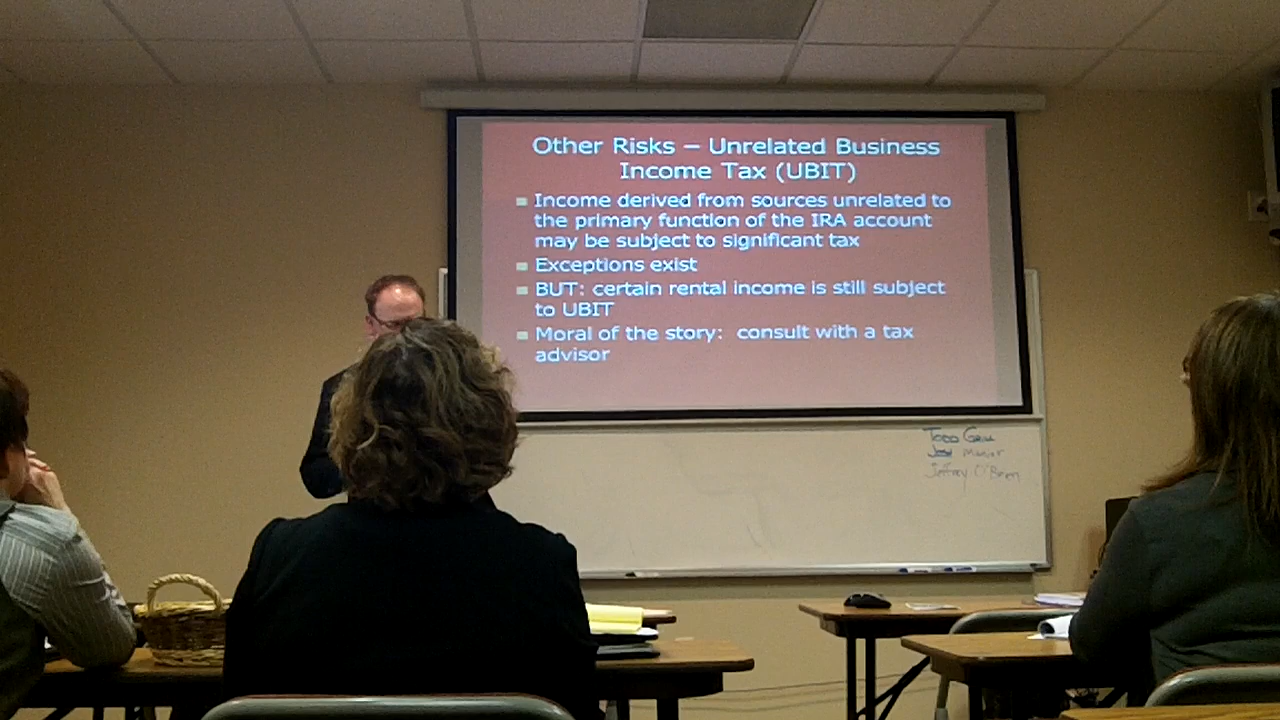 Other Risks – Unrelated Business
Income Tax (UBIT)
Income derived from sources unrelated to
the primary function of the IRA account
may be subject to significant tax
Exceptions exist
BUT: certain rental income is still subject
to UBIT
Moral of the story: consult with a tax
advisor
Todd
Jeffrey O'Brien